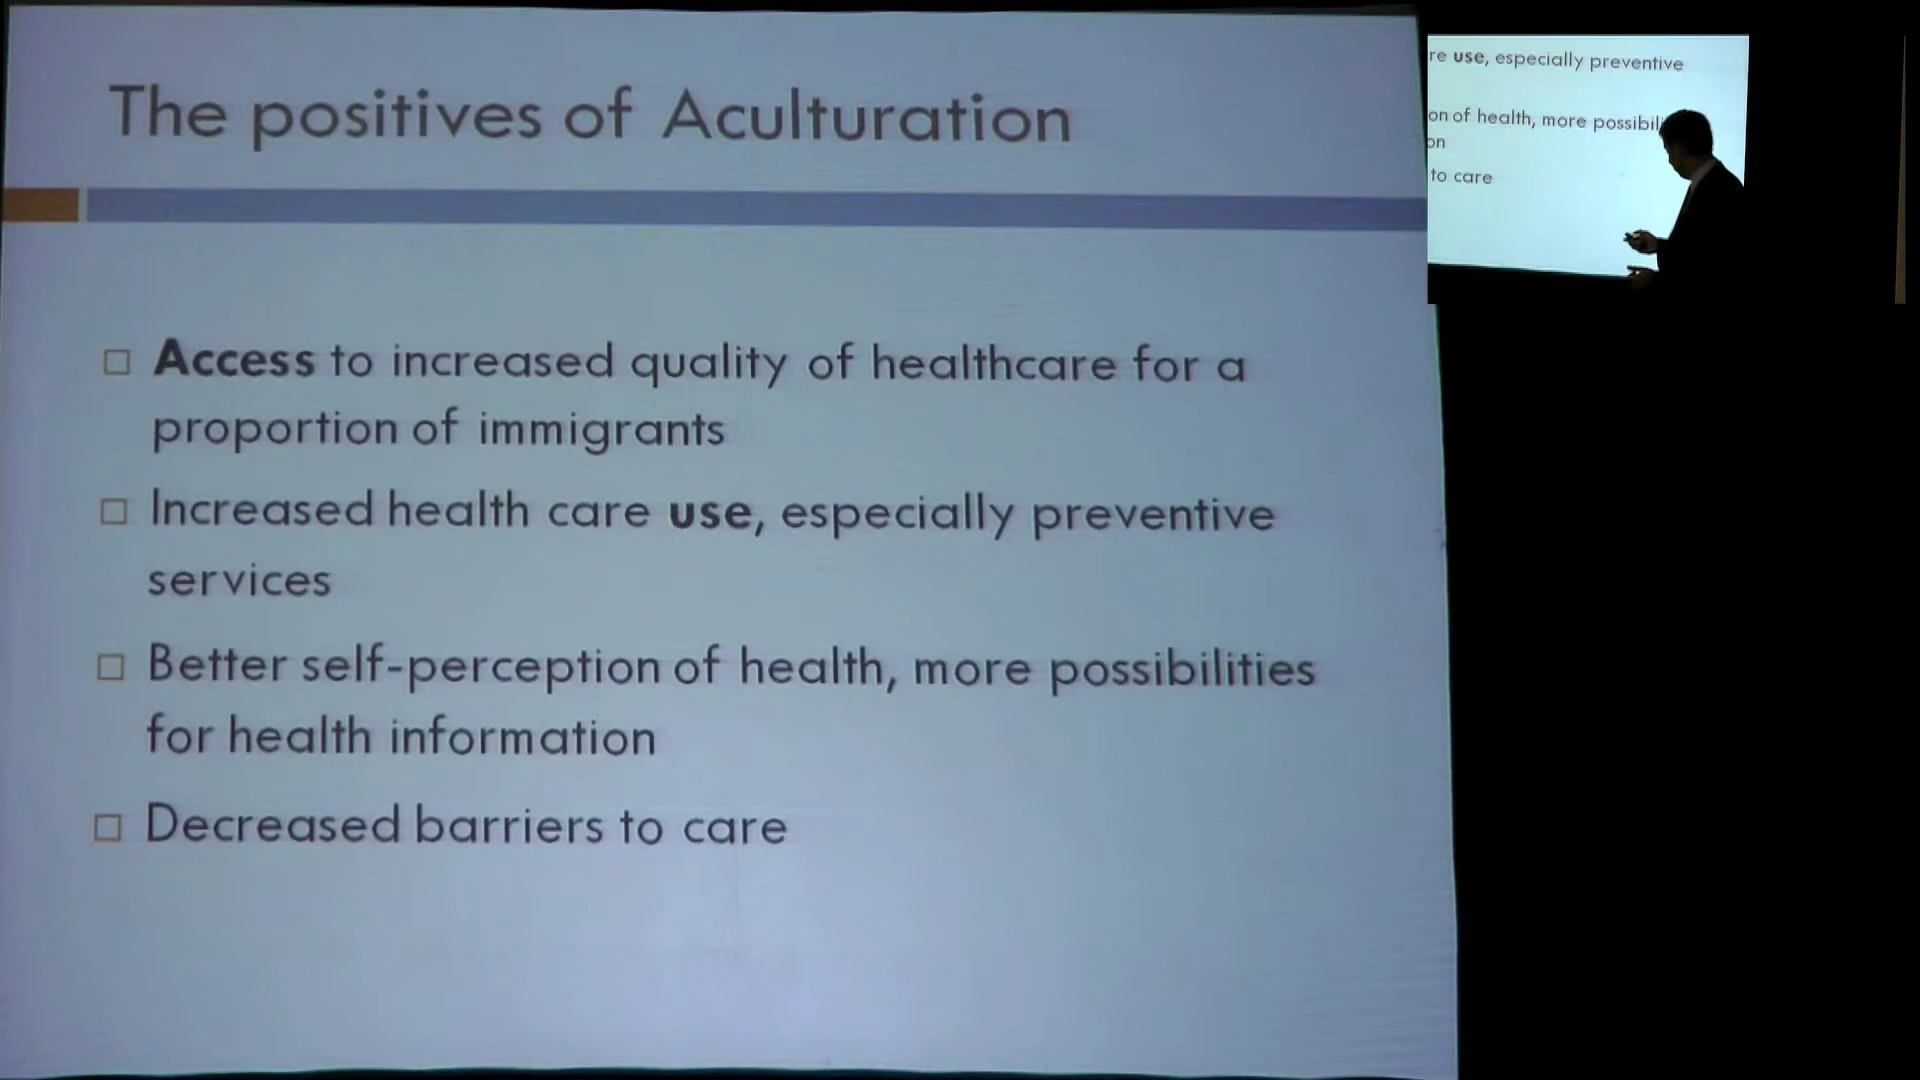 The positives of Aculturation
Access to increased quality of healthcare for a
proportion of immigrants
Increased health care use, especially preventive
services
Better self-perception of health, more possibilities
for health information
Decreased barriers to care
re use, especially preventive
on of health, more possibili
on
to care